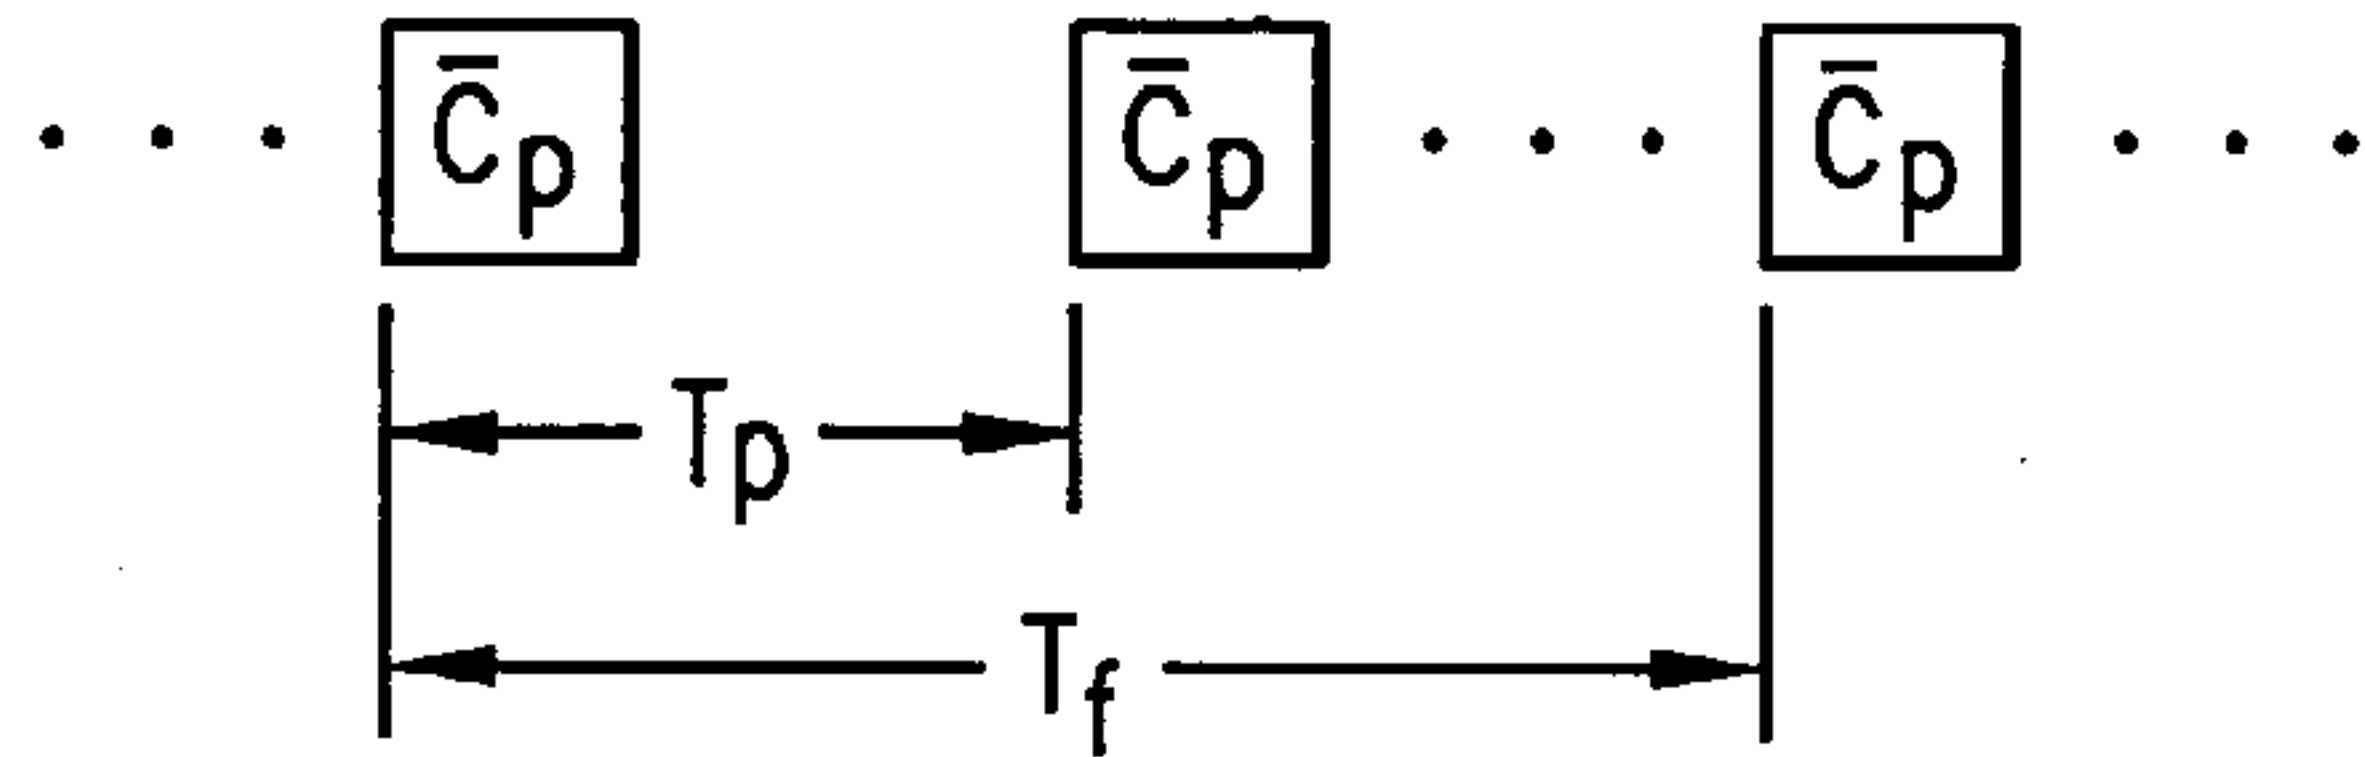 • • • C̄p C̄p • • • C̄p • • •
Tp
Tf